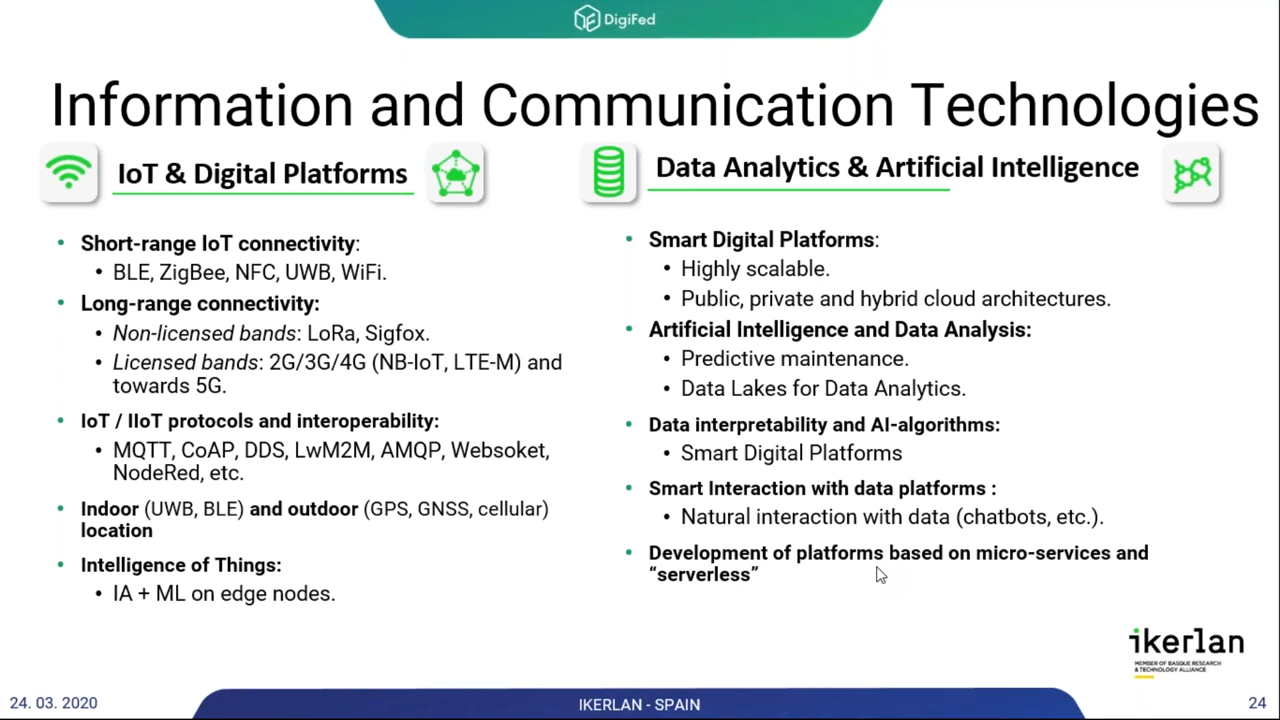 DigiFed
Information and Communication Technologies
IoT & Digital Platforms
• Short-range IoT connectivity:
• BLE, ZigBee, NFC, UWB, WiFi.
• Long-range connectivity:
• Non-licensed bands: LoRa, Sigfox.
• Licensed bands: 2G/3G/4G (NB-IoT, LTE-M) and
towards 5G.
• IoT / IIoT protocols and interoperability:
• MQTT, CoAP, DDS, LwM2M, AMQP, Websoket,
NodeRed, etc.
• Indoor (UWB, BLE) and outdoor (GPS, GNSS, cellular)
location
• Intelligence of Things:
• IA + ML on edge nodes.
Data Analytics & Artificial Intelligence
• Smart Digital Platforms:
• Highly scalable.
• Public, private and hybrid cloud architectures.
• Artificial Intelligence and Data Analysis:
• Predictive maintenance.
• Data Lakes for Data Analytics.
• Data interpretability and AI-algorithms:
• Smart Digital Platforms
• Smart Interaction with data platforms :
• Natural interaction with data (chatbots, etc.).
• Development of platforms based on micro-services and
“serverless”
ikerlan
MEMBER OF BASQUE RESEARCH
& TECHNOLOGY ALLIANCE
24. 03. 2020
IKERLAN - SPAIN
24